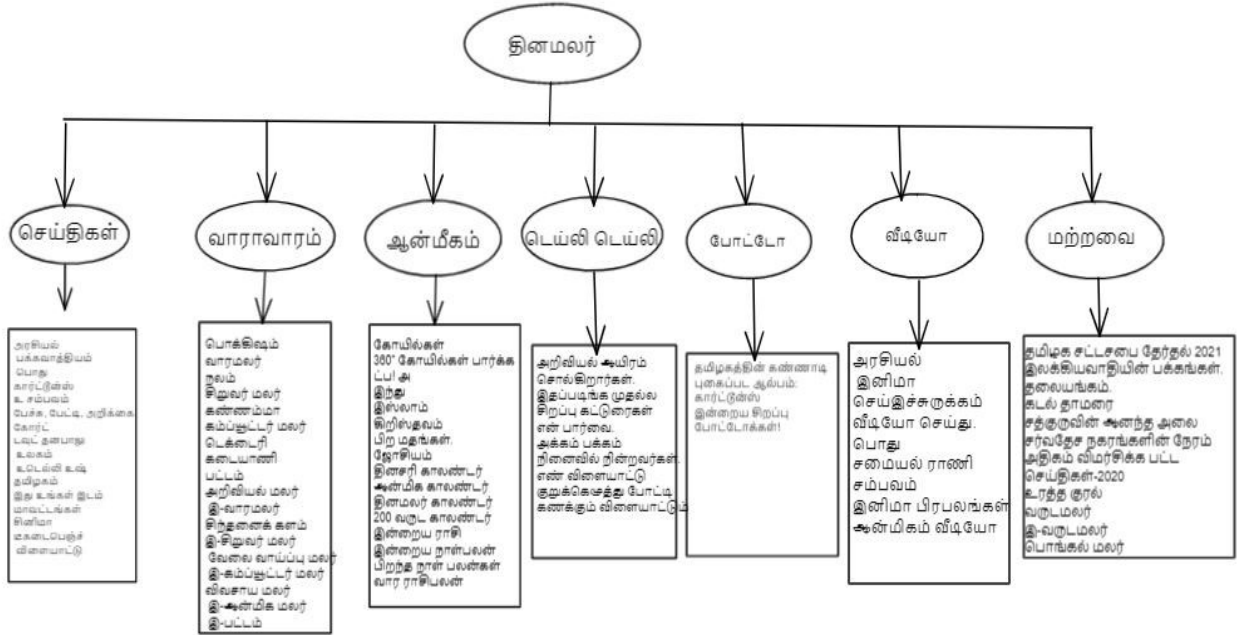 தினமலர்
செய்திகள்
வாராவாரம்
ஆன்மீகம்
டெய்லி டெய்லி
போட்டோ
வீடியோ
மற்றவை
அரசியல்
பக்கவாத்தியம்
பொது
கார்ட்டூன்ஸ்
உ சம்பவம்
பேச்சு, பேட்டி, அறிக்கை
கோர்ட்
டவுட் தனபாலு
உலகம்
டெல்லி உஷ்
தமிழகம்
இது உங்கள் இடம்
மாவட்டங்கள்
சினிமா
விளையாட்டு
பொக்கிஷம்
வாரமலர்
நலம்
சிறுவர் மலர்
கண்ணம்மா
கம்ப்யூட்டர் மலர்
டெக்டைரி
கடையாணி
பட்டம்
அறிவியல் மலர்
இ-வாரமலர்
சிந்தனைக் களம்
இ-சிறுவர் மலர்
வேலை வாய்ப்பு மலர்
இ-கம்ப்யூட்டர் மலர்
விவசாய மலர்
இ-ஆன்மிக மலர்
இ-பட்டம்
கோயில்கள்
360° கோயில்கள் பார்க்க
ட்ப! அ
இந்து
இஸ்லாம்
கிறிஸ்தவம்
பிற மதங்கள்.
ஜோசியம்
தினசரி காலண்டர்
ஆன்மிக காலண்டர்
தினமலர் காலண்டர்
200 வருட காலண்டர்
இன்றைய ராசி
இன்றைய நாள்பலன்
பிறந்த நாள் பலன்கள்
வார ராசிபலன்
அறிவியல் ஆயிரம்
சொல்கிறார்கள்.
இதப்படிங்க முதல்ல
சிறப்பு கட்டுரைகள்
என் பார்வை.
அக்கம் பக்கம்
நினைவில் நின்றவர்கள்.
எண் விளையாட்டு
குறுக்கெழுத்து போட்டி
கணக்கும் விளையாட்டும்
தமிழகத்தின் கண்ணாடி
புகைப்பட ஆல்பம்:
கார்ட்டூன்ஸ்
இன்றைய சிறப்பு
போட்டோக்கள்!
அரசியல்
இனிமா
செய்இச்சுருக்கம்
வீடியோ செய்து.
பொது
சமையல் ராணி
சம்பவம்
இனிமா பிரபலங்கள்
ஆன்மிகம் வீடியோ
தமிழக சட்டசபை தேர்தல் 2021
இலக்கியவாதியின் பக்கங்கள்.
தலையங்கம்.
கடல் தாமரை
சத்குருவின் ஆனந்த அலை
சர்வதேச நகரங்களின் நேரம்
அதிகம் விமர்சிக்க பட்ட
செய்திகள்-2020
உரத்த குரல்
வருடமலர்
இ-வருடமலர்
பொங்கல் மலர்